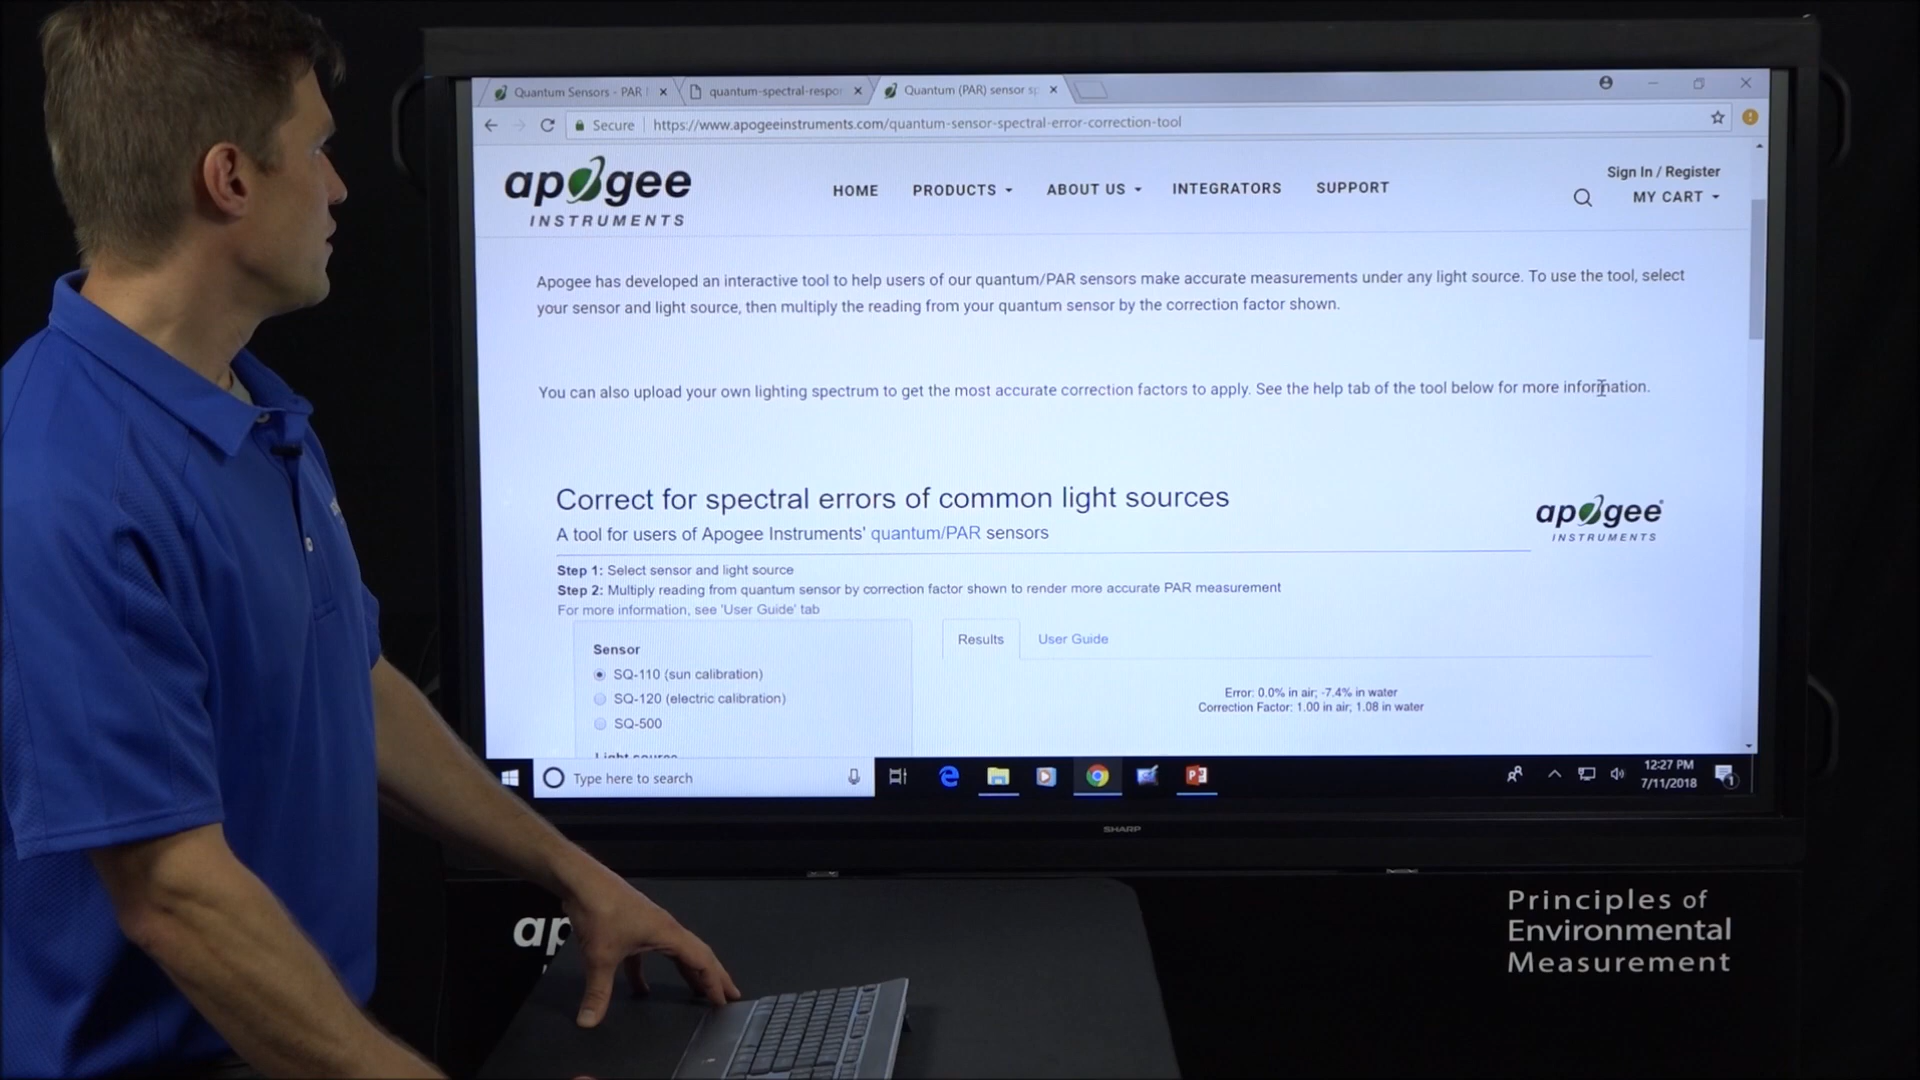 Quantum Sensors - PAR
quantum-spectral-respo
Quantum (PAR) sensor sp
Secure
https://www.apogeeinstruments.com/quantum-sensor-spectral-error-correction-tool
apogee
INSTRUMENTS
HOME
PRODUCTS
ABOUT US
INTEGRATORS
SUPPORT
Sign In / Register
MY CART
Apogee has developed an interactive tool to help users of our quantum/PAR sensors make accurate measurements under any light source. To use the tool, select
your sensor and light source, then multiply the reading from your quantum sensor by the correction factor shown.
You can also upload your own lighting spectrum to get the most accurate correction factors to apply. See the help tab of the tool below for more information.
Correct for spectral errors of common light sources
A tool for users of Apogee Instruments' quantum/PAR sensors
apogee
INSTRUMENTS
Step 1: Select sensor and light source
Step 2: Multiply reading from quantum sensor by correction factor shown to render more accurate PAR measurement
For more information, see 'User Guide' tab
Sensor
SQ-110 (sun calibration)
SQ-120 (electric calibration)
SQ-500
Light source
Results
User Guide
Error: 0.0% in air; -7.4% in water
Correction Factor: 1.00 in air; 1.08 in water
Type here to search
12:27 PM
7/11/2018
1
SHARP
ap
Principles of
Environmental
Measurement